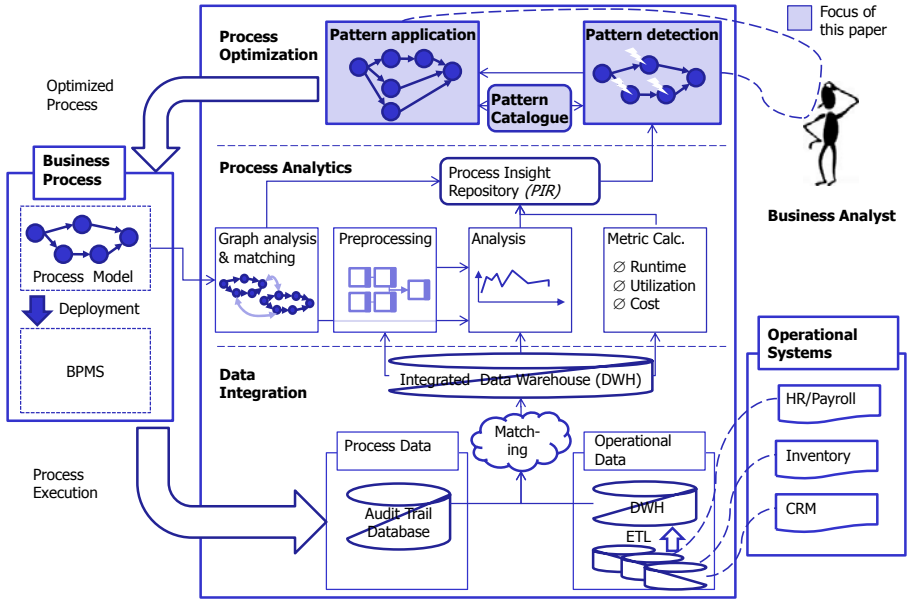 Process
Optimization
Pattern application
Pattern detection
Focus of
this paper
Pattern
Catalogue
Optimized
Process
Business
Process
Process Model
Deployment
BPMS
Process Analytics
Process Insight
Repository (PIR)
Business Analyst
Graph analysis
& matching
Preprocessing
Analysis
Metric Calc.
∅ Runtime
∅ Utilization
∅ Cost
Data
Integration
Integrated Data Warehouse (DWH)
Operational
Systems
HR/Payroll
Inventory
CRM
Match-
ing
Process Data
Operational
Data
Audit Trail
Database
DWH
ETL
Process
Execution